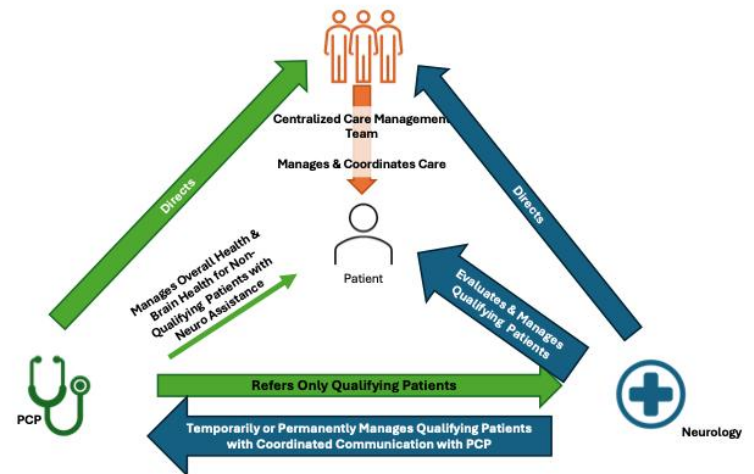 Centralized Care Management
Team
Manages & Coordinates Care
Directs
Directs
Patient
Manages Overall Health &
Brain Health for Non-
Qualifying Patients with
Neuro Assistance
Evaluates & Manages
Qualifying Patients
Refers Only Qualifying Patients
PCP
Temporarily or Permanently Manages Qualifying Patients
with Coordinated Communication with PCP
Neurology